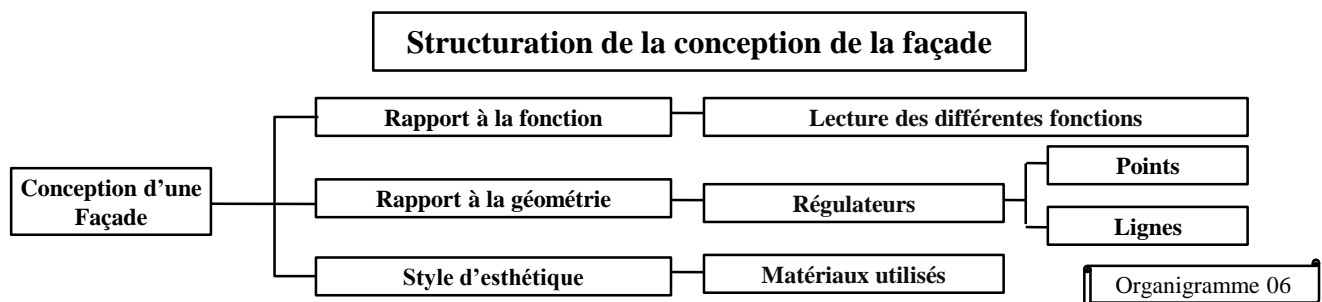 Structuration de la conception de la façade
Rapport à la fonction
Lecture des différentes fonctions
Conception d’une
Façade
Rapport à la géométrie
Régulateurs
Points
Lignes
Style d'esthétique
Matériaux utilisés
Organigramme 06